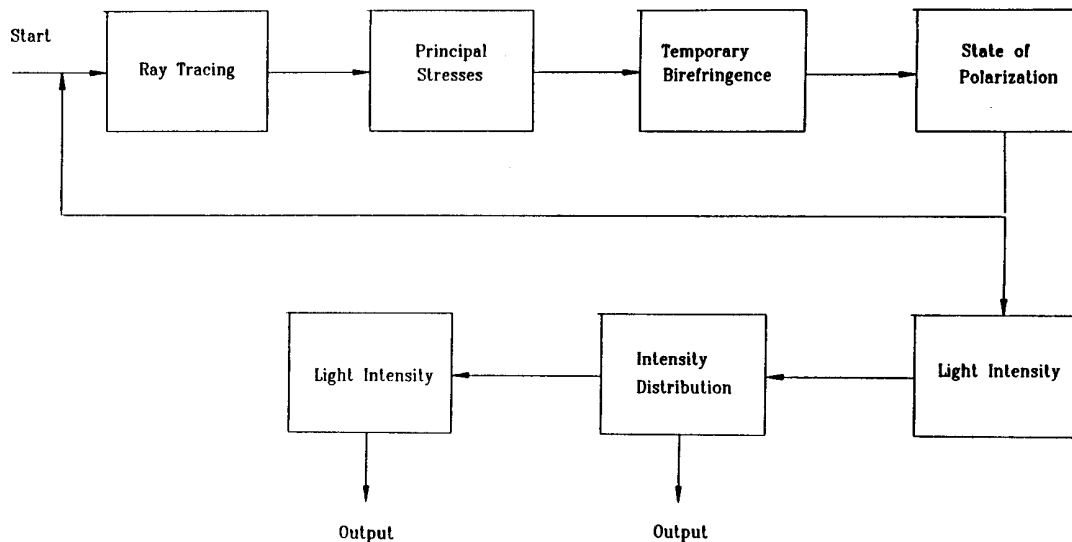 Start
Ray Tracing
Principal
Stresses
Temporary
Birefringence
State of
Polarization
Light Intensity
Intensity
Distribution
Light Intensity
Output
Output